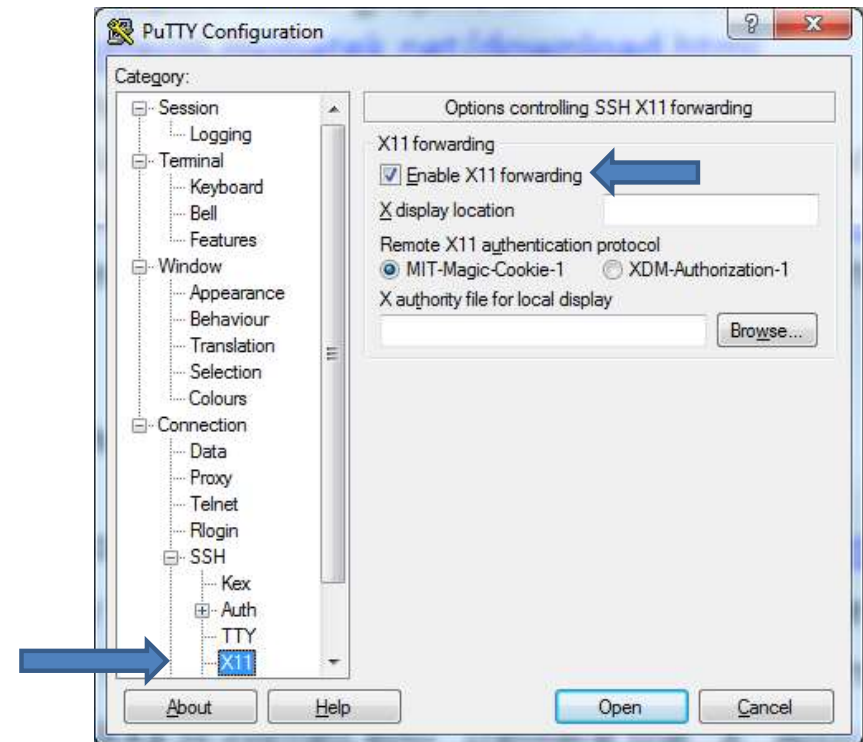 PuTTY Configuration
Category:
Session
Logging
Terminal
Keyboard
Bell
Features
Window
Appearance
Behaviour
Translation
Selection
Colours
Connection
Data
Proxy
Telnet
Rlogin
SSH
Kex
Auth
TTY
X11
Options controlling SSH X11 forwarding
X11 forwarding
Enable X11 forwarding
X display location
Remote X11 authentication protocol
MIT-Magic-Cookie-1 XDM-Authorization-1
X authority file for local display
Browse...
About Help Open Cancel